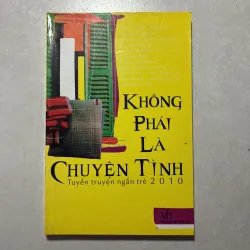 KHÔNG
PHẢI
LÀ
CHUYỆN TÌNH
Tuyển truyện ngắn trẻ 2010